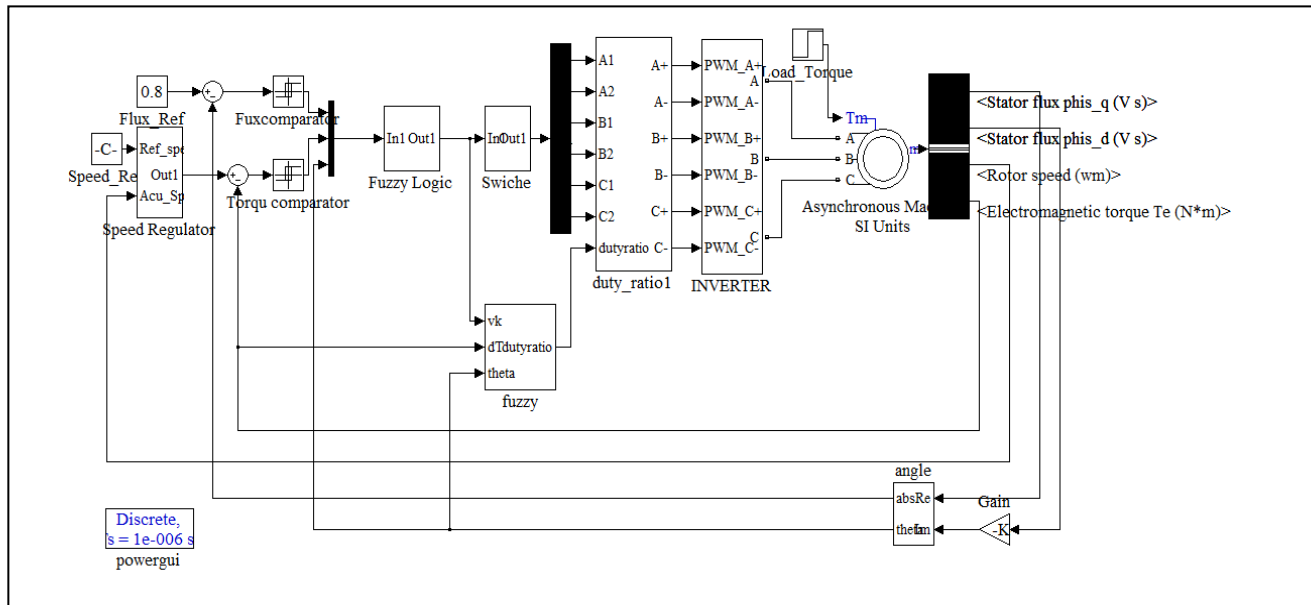 0.8
Flux_Ref
Fuxcomparator
-C-
Speed_Re
Ref_spe
Out1
Acu_Sp
Speed Regulator
Torqu comparator
In1 Out1
Fuzzy Logic
Out1
Swiche
A1
A2
B1
B2
C1
C2
dutyratio
A+
A-
B+
B-
C+
C-
duty_ratio1
PWM_A+
A
PWM_A-
PWM_B+
B
PWM_B-
PWM_C+
C
PWM_C-
INVERTER
Load_Torque
Tm
A
B
C
m
Asynchronous Mac
SI Units
<Stator flux phis_q (V s)>
<Stator flux phis_d (V s)>
<Rotor speed (wm)>
<Electromagnetic torque Te (N*m)>
vk
dTdutyratio
theta
fuzzy
angle
absRe
Gain
-K
Discrete,
s = 1e-006 s
powergui